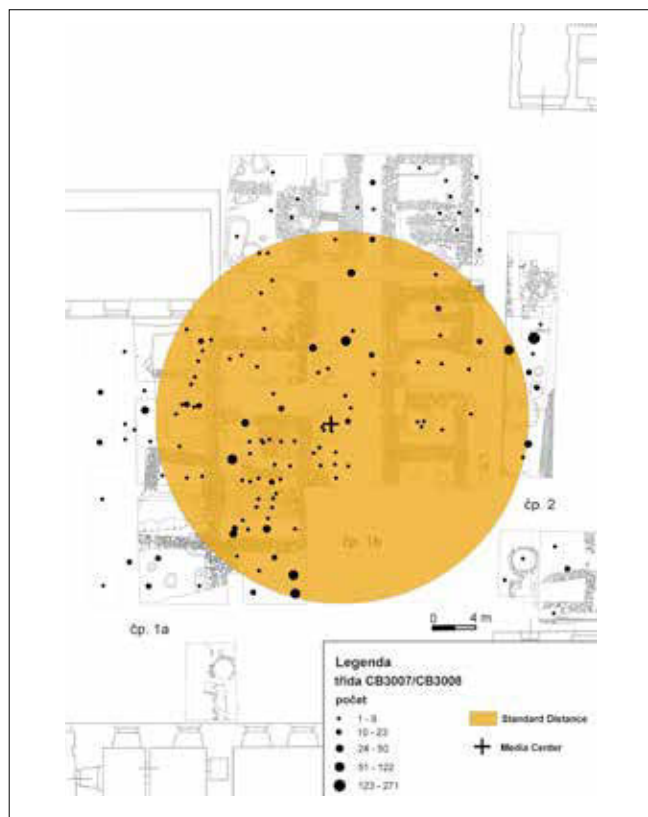 čp. 2
čp. 1b
0 4 m
čp. 1a
Legenda
třída CB3007/CB3008
počet
1 - 9
10 - 23
24 - 50
51 - 122
123 - 271
Standard Distance
Media Center